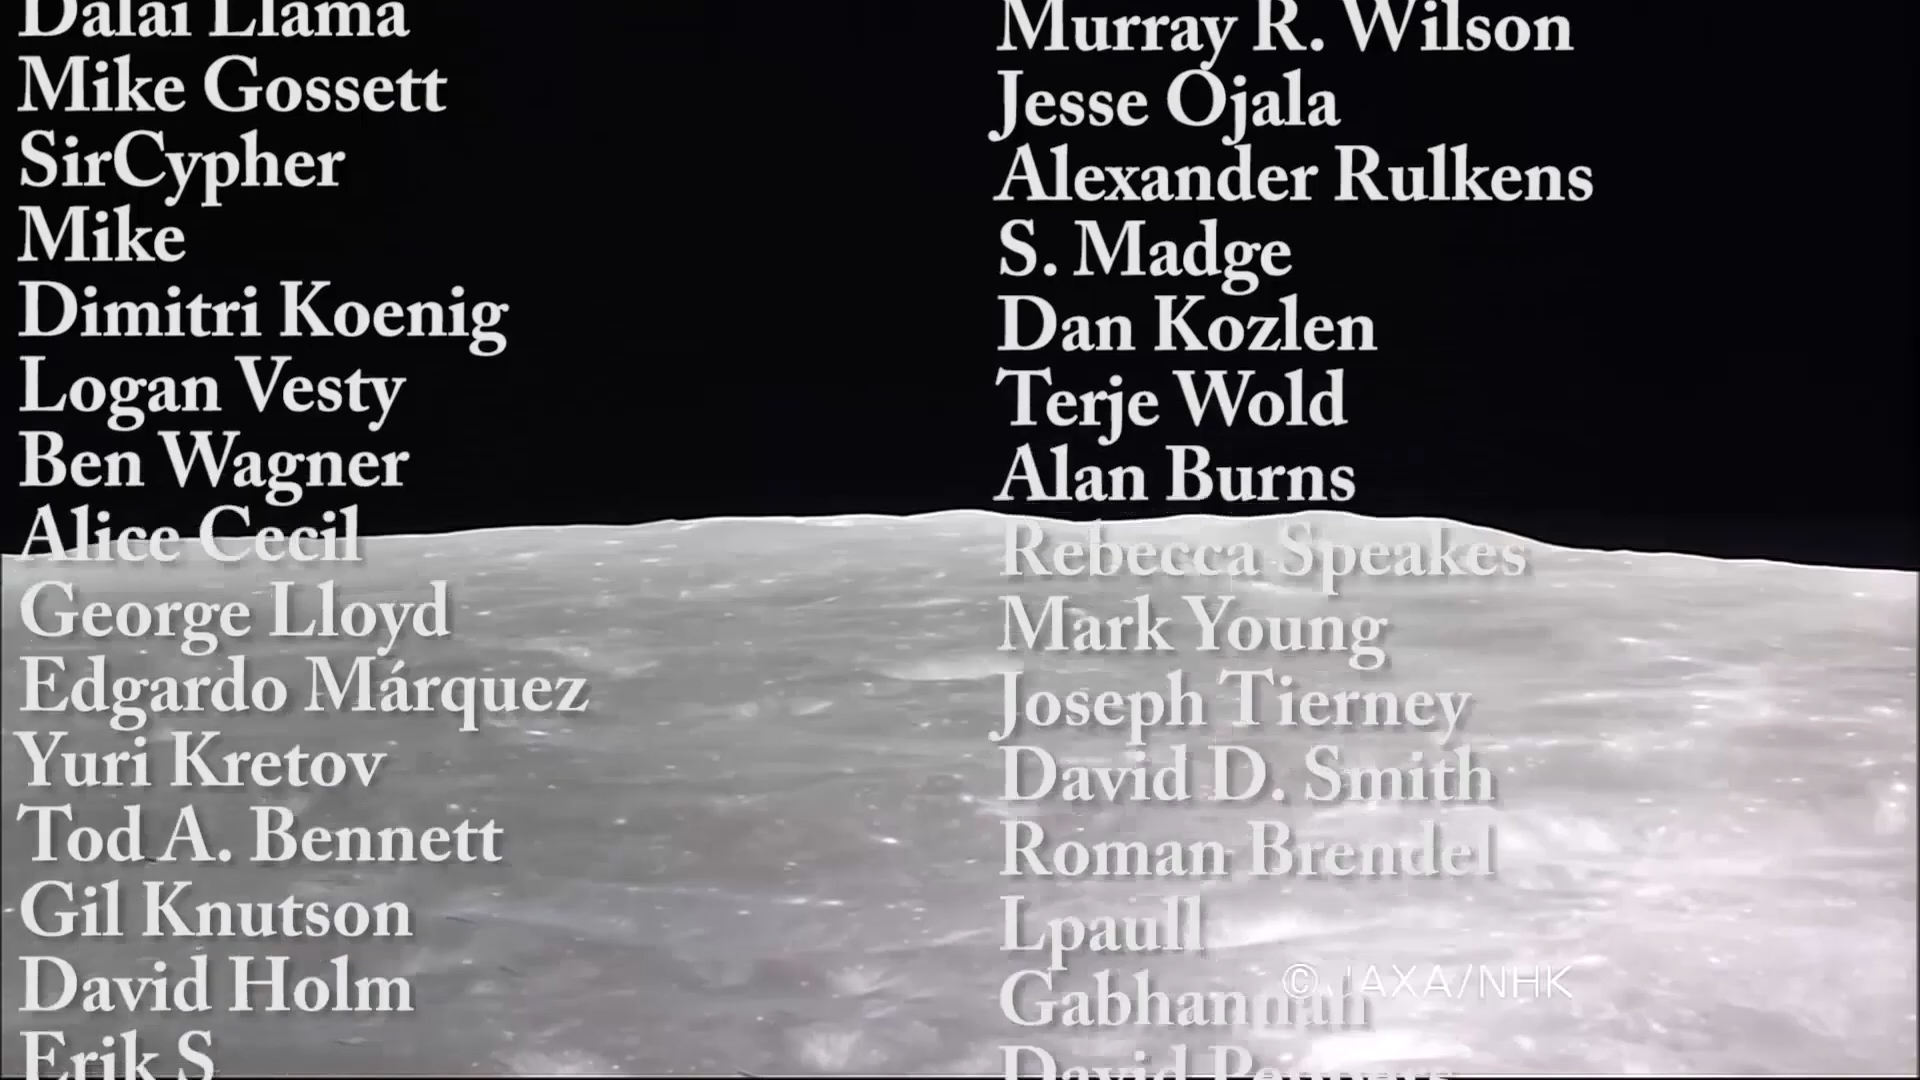 Dalai Llama
Mike Gossett
SirCypher
Mike
Dimitri Koenig
Logan Vesty
Ben Wagner
Alice Cecil
George Lloyd
Edgardo Márquez
Yuri Kretov
Tod A. Bennett
Gil Knutson
David Holm
Erik S
Murray R. Wilson
Jesse Ojala
Alexander Rulkens
S. Madge
Dan Kozlen
Terje Wold
Alan Burns
Rebecca Speakes
Mark Young
Joseph Tierney
David D. Smith
Roman Brendel
Lpaull
Gabhannah
© JAXA/NHK
David